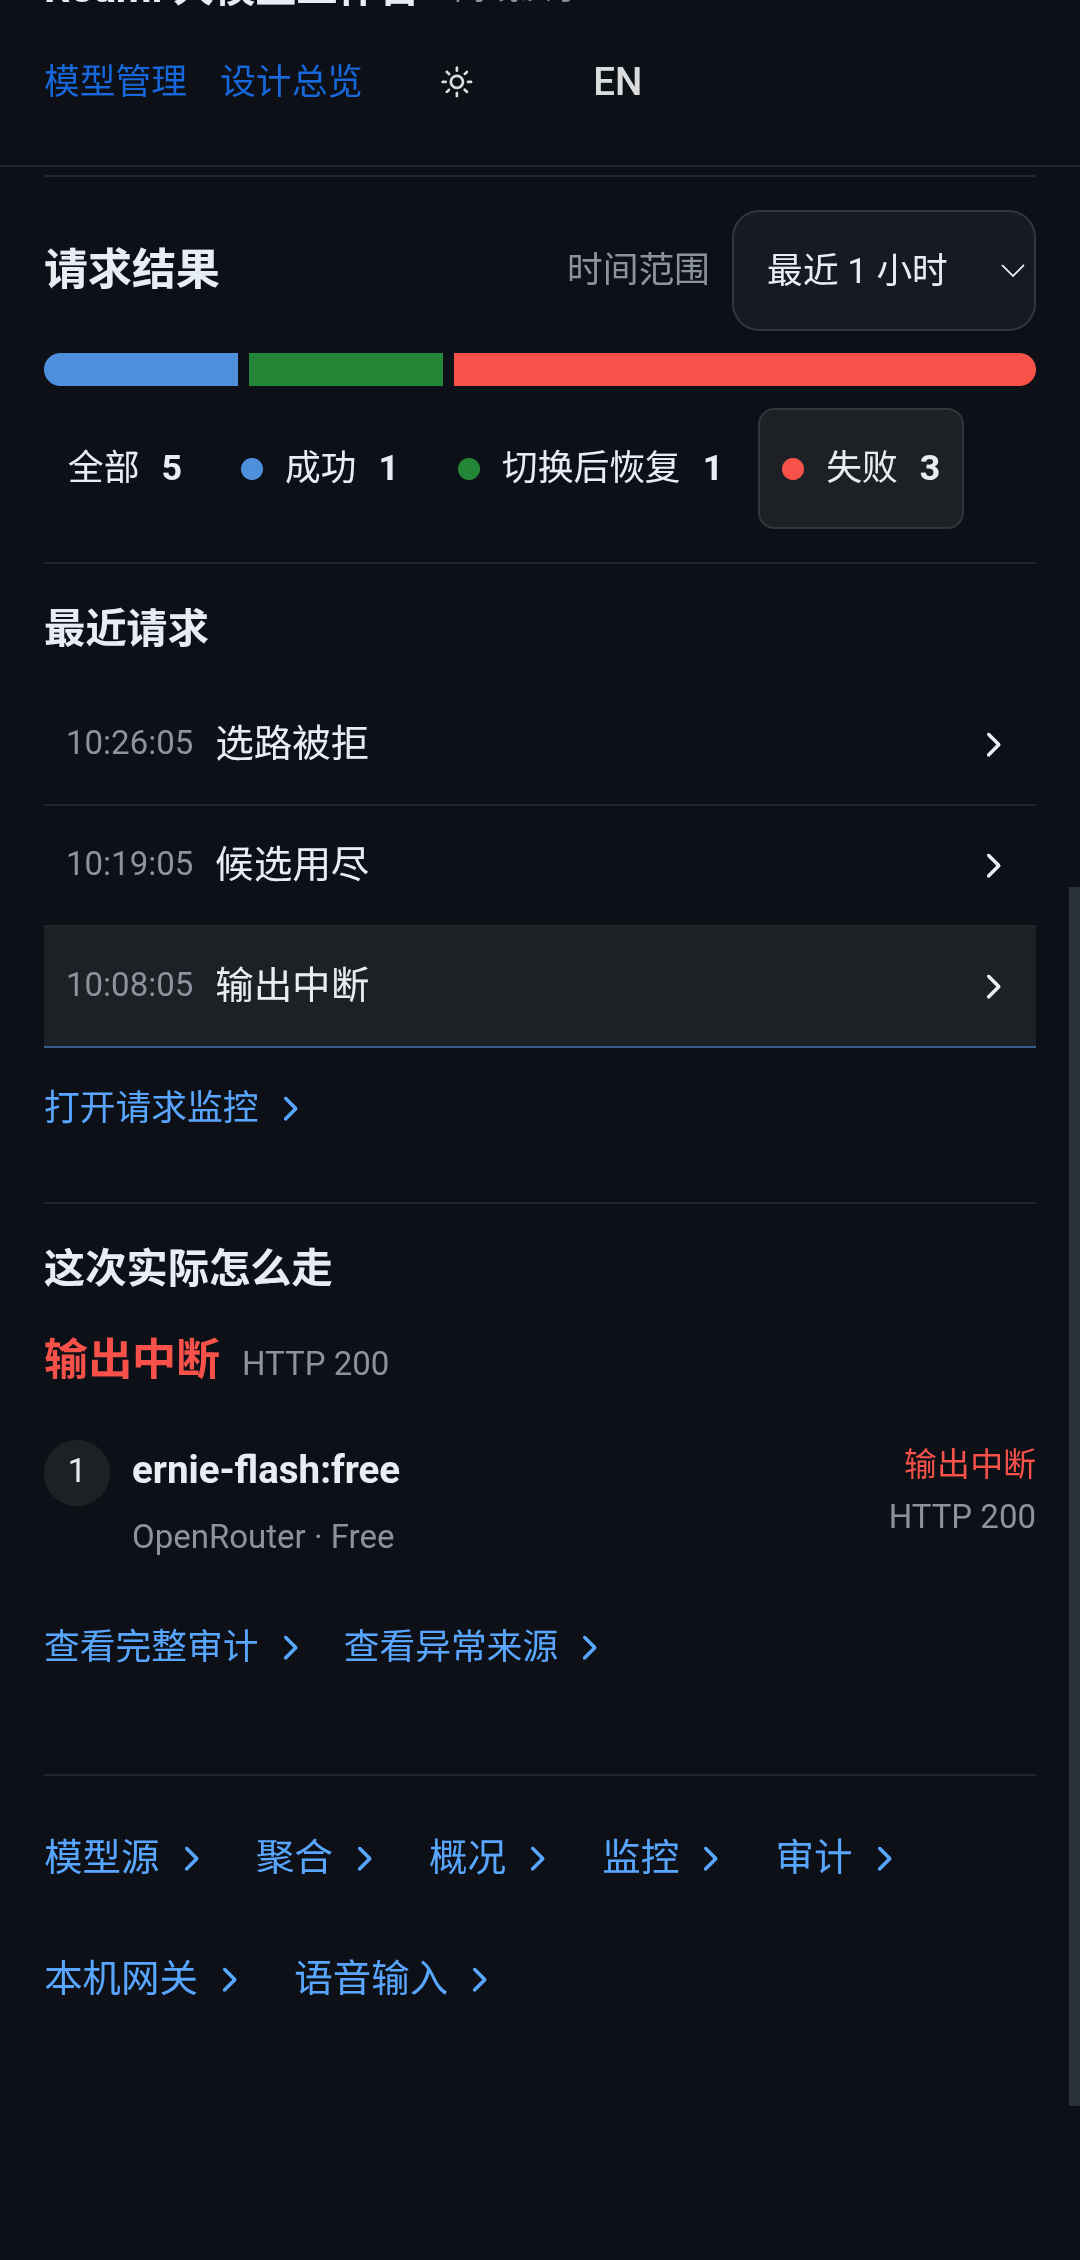 模型管理 设计总览 EN
请求结果 时间范围 最近 1 小时
全部 5 成功 1 切换后恢复 1 失败 3
最近请求
10:26:05 选路被拒
10:19:05 候选用尽
10:08:05 输出中断
打开请求监控
这次实际怎么走
输出中断 HTTP 200
1 ernie-flash:free 输出中断
OpenRouter · Free HTTP 200
查看完整审计 查看异常来源
模型源 聚合 概况 监控 审计
本机网关 语音输入